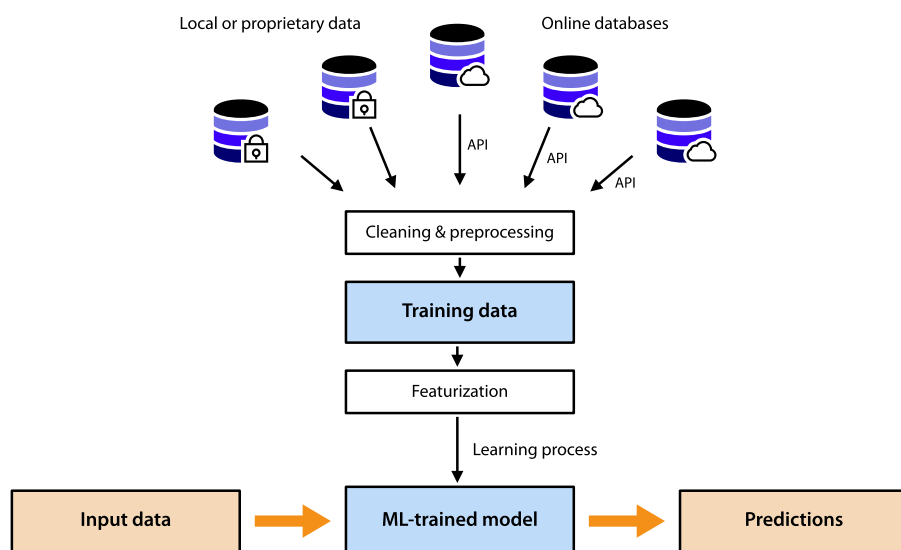 Local or proprietary data
Online databases
API
API
API
Cleaning & preprocessing
Training data
Featurization
Learning process
Input data
ML-trained model
Predictions